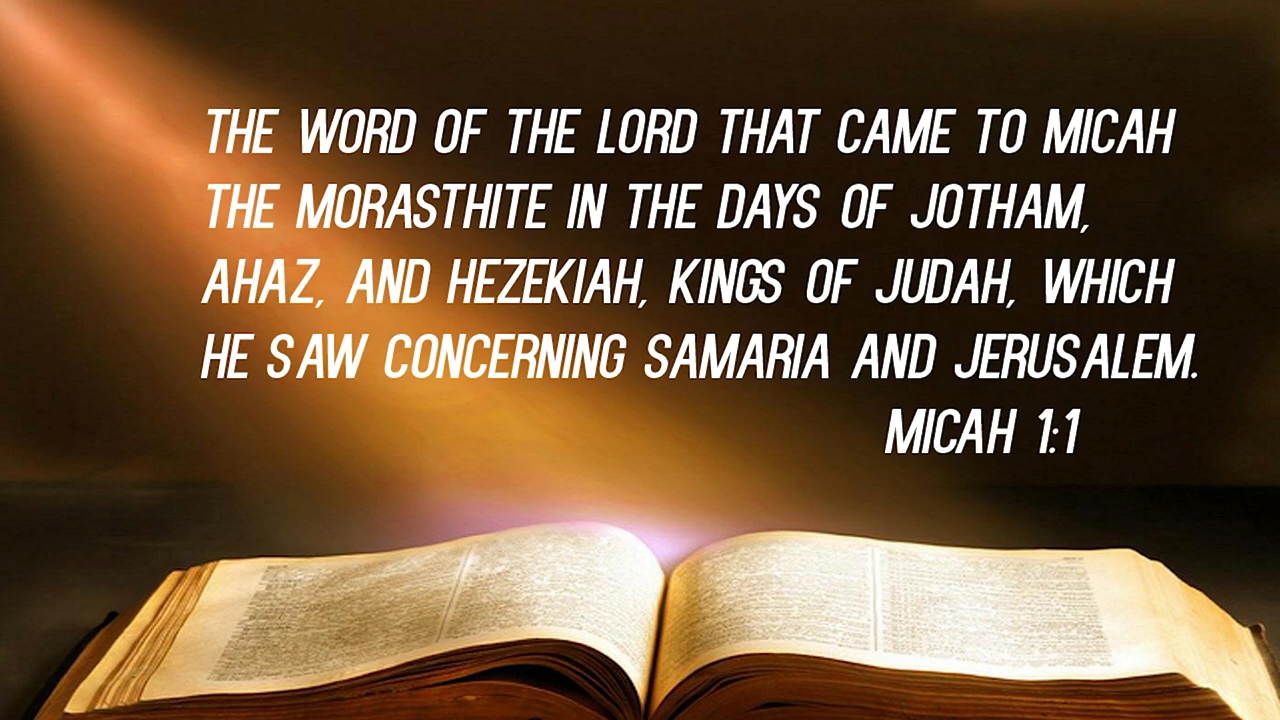 THE WORD OF THE LORD THAT CAME TO MICAH
THE MORASTHITE IN THE DAYS OF JOTHAM,
AHAZ, AND HEZEKIAH, KINGS OF JUDAH, WHICH
HE SAW CONCERNING SAMARIA AND JERUSALEM.
MICAH 1:1